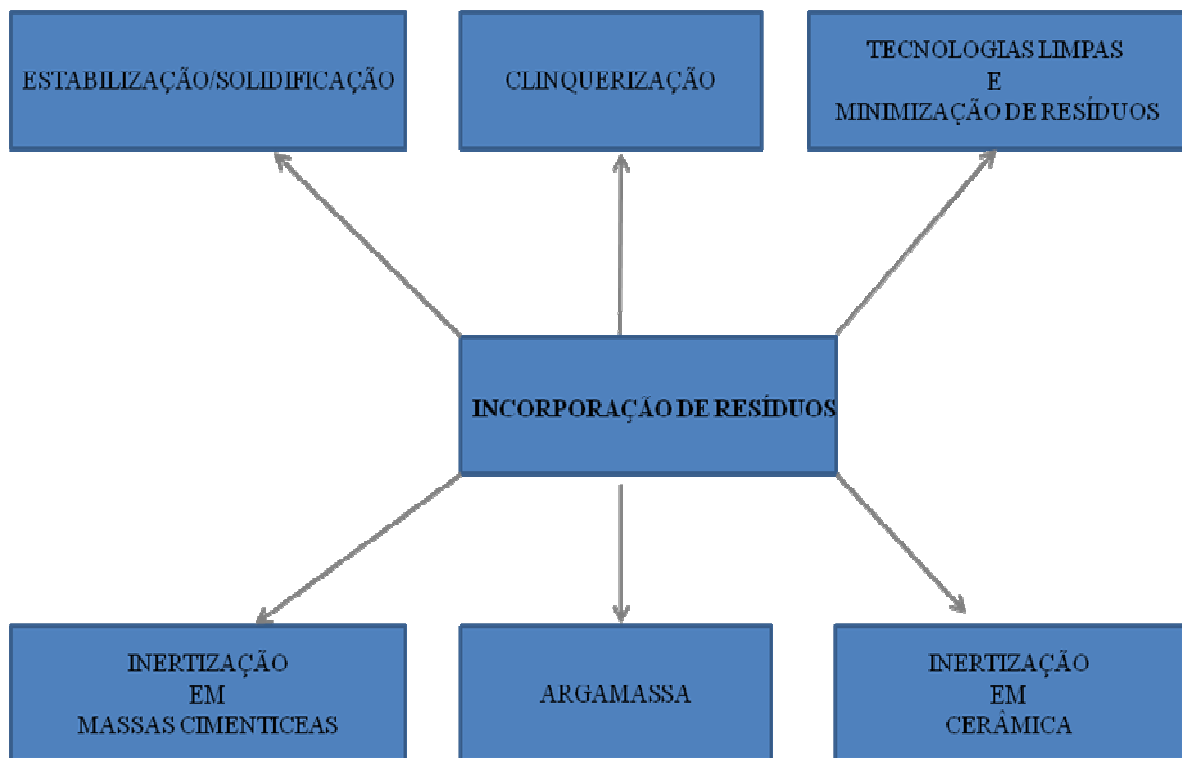 ESTABILIZAÇÃO/SOLIDIFICAÇÃO
CLINQUERIZAÇÃO
TECNOLOGIAS LIMPAS
E
MINIMIZAÇÃO DE RESÍDUOS
INCORPORAÇÃO DE RESÍDUOS
INERTIZAÇÃO
EM
MASSAS CIMENTICEAS
ARGAMASSA
INERTIZAÇÃO
EM
CERÂMICA